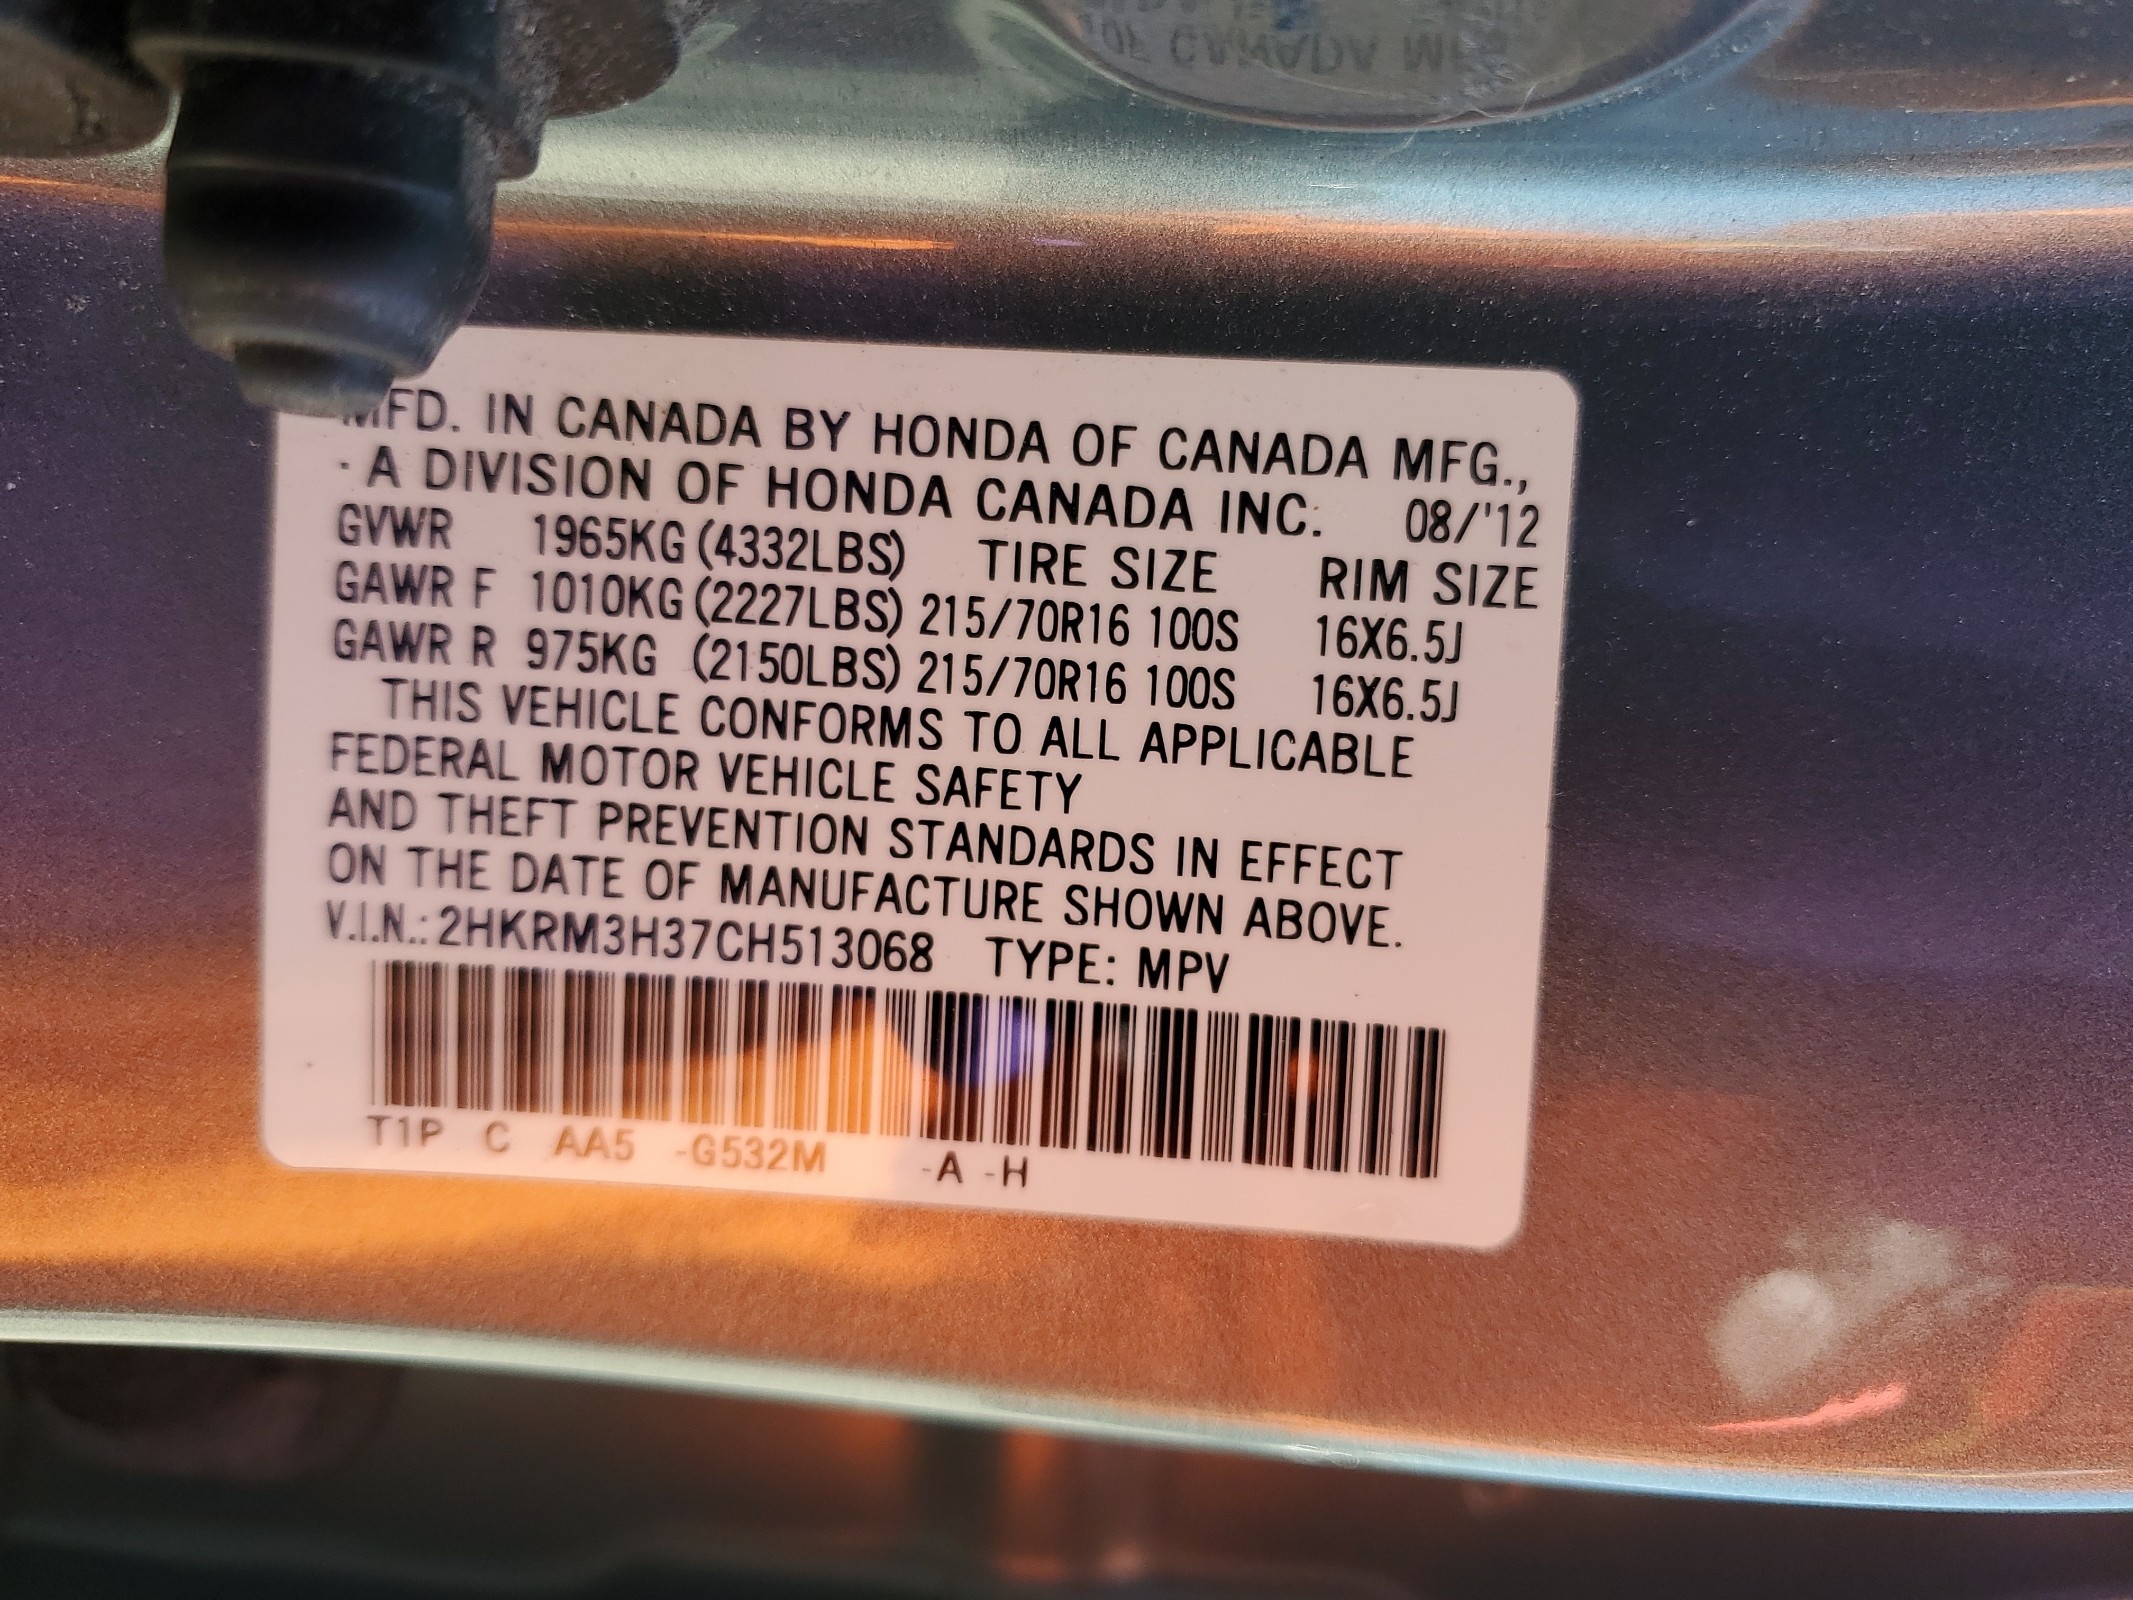 MFD. IN CANADA BY HONDA OF CANADA MFG.,
· A DIVISION OF HONDA CANADA INC. 08/'12
GVWR 1965KG (4332LBS) TIRE SIZE RIM SIZE
GAWR F 1010KG (2227LBS) 215/70R16 100S 16X6.5J
GAWR R 975KG (2150LBS) 215/70R16 100S 16X6.5J
THIS VEHICLE CONFORMS TO ALL APPLICABLE
FEDERAL MOTOR VEHICLE SAFETY
AND THEFT PREVENTION STANDARDS IN EFFECT
ON THE DATE OF MANUFACTURE SHOWN ABOVE.
V.I.N.: 2HKRM3H37CH513068 TYPE: MPV
T1P C AA5 -G532M -A -H